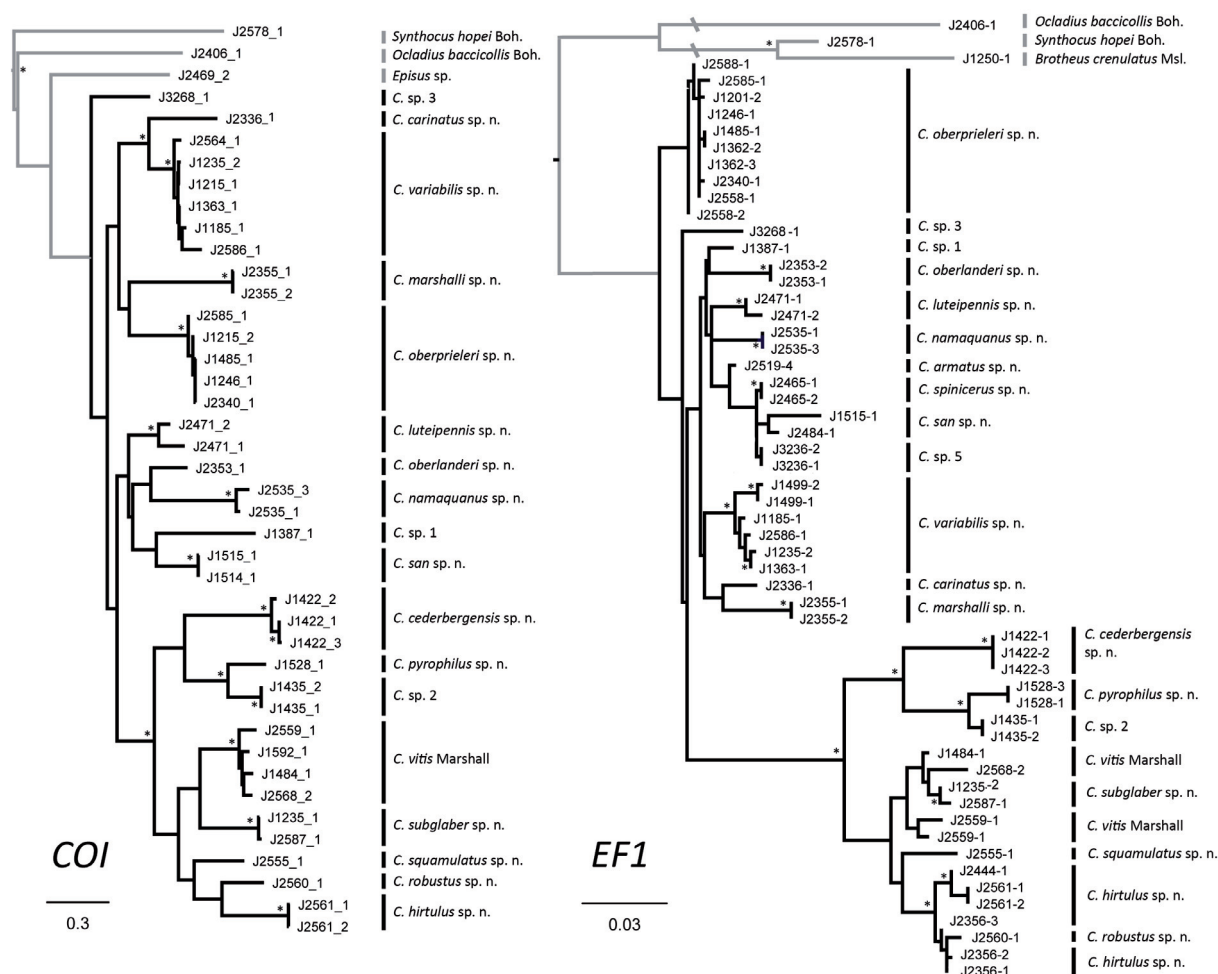 J2578_1
J2406_1
J2469_2
J3268_1
J2336_1
J2564_1
J1235_2
J1215_1
J1363_1
J1185_1
J2586_1
J2355_1
J2355_2
J2585_1
J1215_2
J1485_1
J1246_1
J2340_1
J2471_2
J2471_1
J2353_1
J2535_3
J2535_1
J1387_1
J1515_1
J1514_1
J1422_2
J1422_1
J1422_3
J1528_1
J1435_2
J1435_1
J2559_1
J1592_1
J1484_1
J2568_2
J1235_1
J2587_1
J2555_1
J2560_1
J2561_1
J2561_2
Synthocus hopei Boh.
Ocladius baccicollis Boh.
Episus sp.
C. sp. 3
C. carinatus sp. n.
C. variabilis sp. n.
C. marshalli sp. n.
C. oberprieleri sp. n.
C. luteipennis sp. n.
C. oberlanderi sp. n.
C. namaquanus sp. n.
C. sp. 1
C. san sp. n.
C. cederbergensis sp. n.
C. pyrophilus sp. n.
C. sp. 2
C. vitis Marshall
C. subglaber sp. n.
C. squamulatus sp. n.
C. robustus sp. n.
C. hirtulus sp. n.
COI
0.3
J2406-1
J2578-1
J1250-1
J2588-1
J2585-1
J1201-2
J1246-1
J1485-1
J1362-2
J1362-3
J2340-1
J2558-1
J2558-2
J3268-1
J1387-1
J2353-2
J2353-1
J2471-1
J2471-2
J2535-1
J2535-3
J2519-4
J2465-1
J2465-2
J1515-1
J2484-1
J3236-2
J3236-1
J1499-2
J1499-1
J1185-1
J2586-1
J1235-2
J1363-1
J2336-1
J2355-1
J2355-2
J1422-1
J1422-2
J1422-3
J1528-3
J1528-1
J1435-1
J1435-2
J1484-1
J2568-2
J1235-2
J2587-1
J2559-1
J2559-1
J2555-1
J2444-1
J2561-1
J2561-2
J2356-3
J2560-1
J2356-2
J2356-1
Ocladius baccicollis Boh.
Synthocus hopei Boh.
Brotheus crenulatus Msl.
C. oberprieleri sp. n.
C. sp. 3
C. sp. 1
C. oberlanderi sp. n.
C. luteipennis sp. n.
C. namaquanus sp. n.
C. armatus sp. n.
C. spinicerus sp. n.
C. san sp. n.
C. sp. 5
C. variabilis sp. n.
C. carinatus sp. n.
C. marshalli sp. n.
C. cederbergensis
sp. n.
C. pyrophilus sp. n.
C. sp. 2
C. vitis Marshall
C. subglaber sp. n.
C. vitis Marshall
C. squamulatus sp. n.
C. hirtulus sp. n.
C. robustus sp. n.
C. hirtulus sp. n.
EF1
0.03